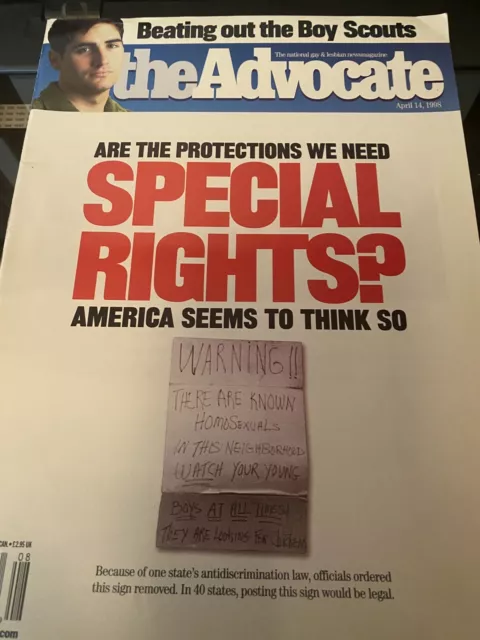 Beating out the Boy Scouts
The national gay & lesbian newsmagazine
theAdvocate
April 14, 1998
ARE THE PROTECTIONS WE NEED
SPECIAL
RIGHTS?
AMERICA SEEMS TO THINK SO
WARNING!!
THERE ARE KNOWN
HOMOSEXUALS
IN THIS NEIGHBORHOOD
WATCH YOUR YOUNG
BOYS AT ALL TIMES!
THEY ARE LOOKING FOR
Because of one state's antidiscrimination law, officials ordered
this sign removed. In 40 states, posting this sign would be legal.
CAN • £2.95 UK
08
.com